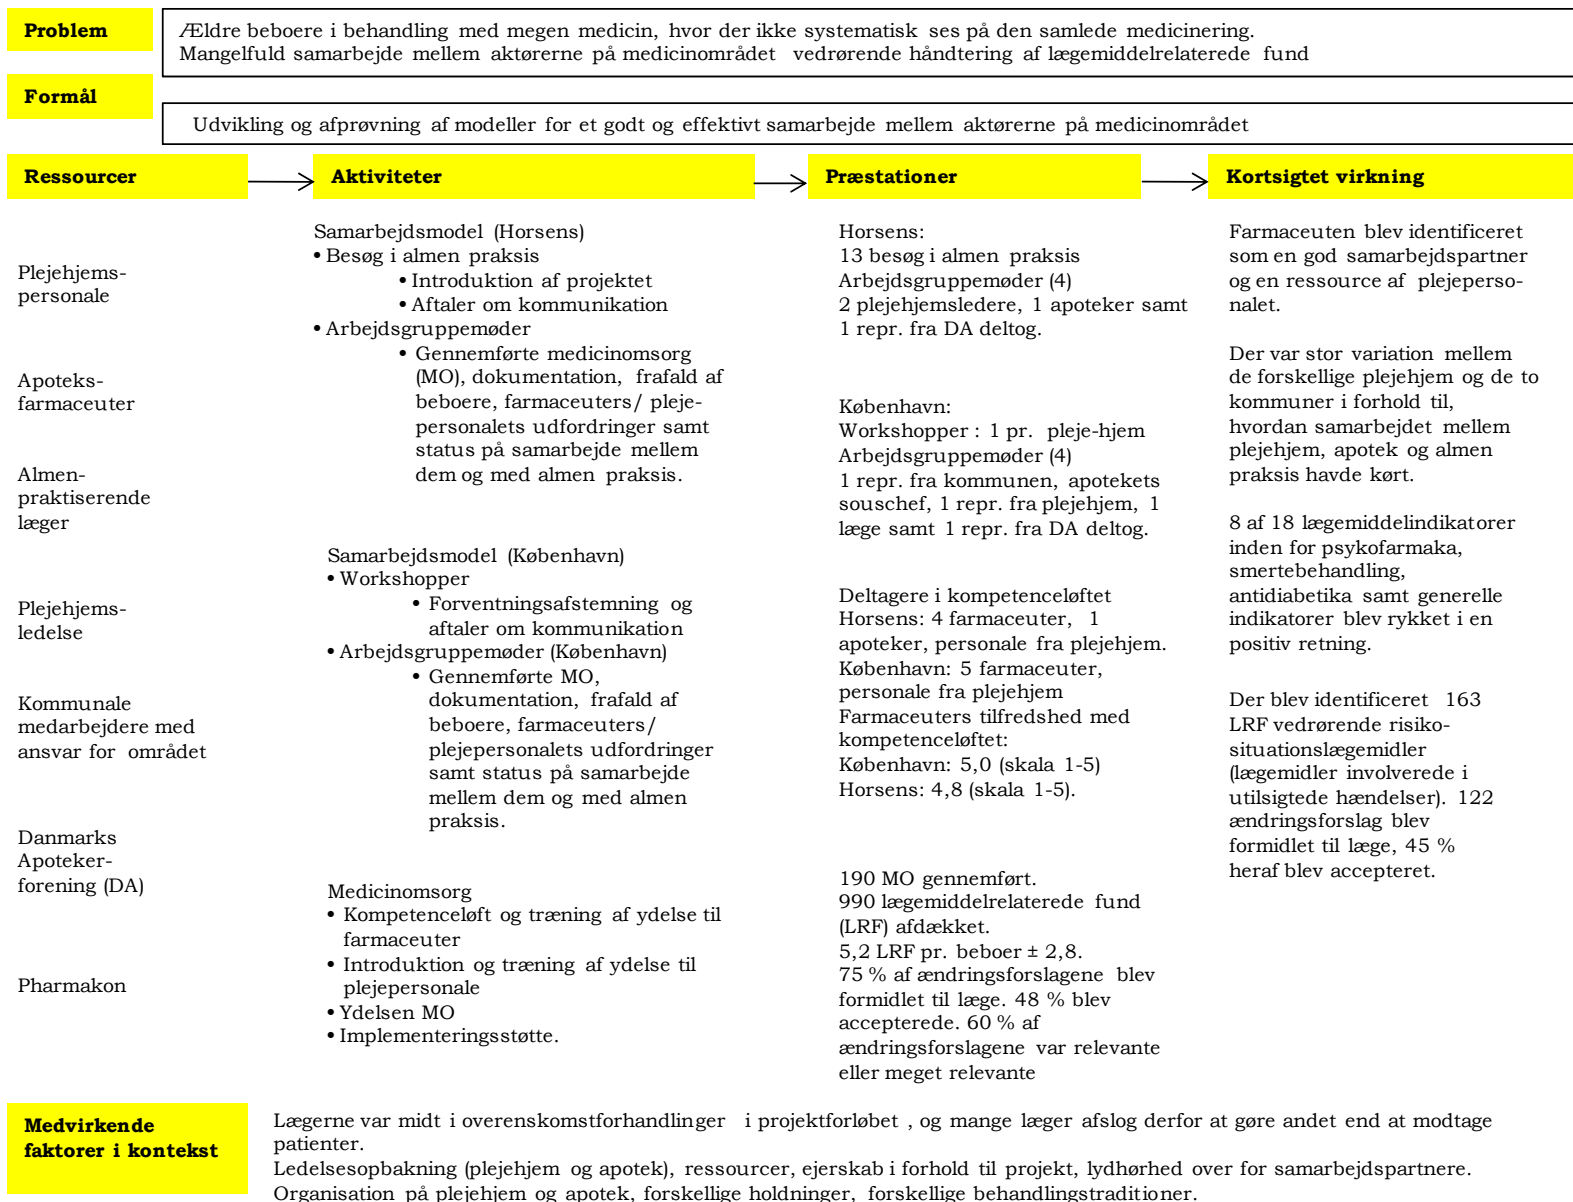 Problem
Ældre beboere i behandling med megen medicin, hvor der ikke systematisk ses på den samlede medicinering.
Mangelfuld samarbejde mellem aktørerne på medicinområdet vedrørende håndtering af lægemiddelrelaterede fund
Formål
Udvikling og afprøvning af modeller for et godt og effektivt samarbejde mellem aktørerne på medicinområdet
Ressourcer
Aktiviteter
Præstationer
Kortsigtet virkning
Plejehjems-
personale
Apoteks-
farmaceuter
Almen-
praktiserende
læger
Plejehjems-
ledelse
Kommunale
medarbejdere med
ansvar for området
Danmarks
Apoteker-
forening (DA)
Pharmakon
Samarbejdsmodel (Horsens)
• Besøg i almen praksis
• Introduktion af projektet
• Aftaler om kommunikation
• Arbejdsgruppemøder
• Gennemførte medicinomsorg
(MO), dokumentation, frafald af
beboere, farmaceuters/ pleje-
personalets udfordringer samt
status på samarbejde mellem
dem og med almen praksis.
Samarbejdsmodel (København)
• Workshopper
• Forventningsafstemning og
aftaler om kommunikation
• Arbejdsgruppemøder (København)
• Gennemførte MO,
dokumentation, frafald af
beboere, farmaceuters/
plejepersonalets udfordringer
samt status på samarbejde
mellem dem og med almen
praksis.
Medicinomsorg
• Kompetenceløft og træning af ydelse til
farmaceuter
• Introduktion og træning af ydelse til
plejepersonale
• Ydelsen MO
• Implementeringsstøtte.
Horsens:
13 besøg i almen praksis
Arbejdsgruppemøder (4)
2 plejehjemsledere, 1 apoteker samt
1 repr. fra DA deltog.
København:
Workshopper : 1 pr. pleje-hjem
Arbejdsgruppemøder (4)
1 repr. fra kommunen, apotekets
souschef, 1 repr. fra plejehjem, 1
læge samt 1 repr. fra DA deltog.
Deltagere i kompetenceløftet
Horsens: 4 farmaceuter, 1
apoteker, personale fra plejehjem.
København: 5 farmaceuter,
personale fra plejehjem
Farmaceuters tilfredshed med
kompetenceløftet:
København: 5,0 (skala 1-5)
Horsens: 4,8 (skala 1-5).
190 MO gennemført.
990 lægemiddelrelaterede fund
(LRF) afdækket.
5,2 LRF pr. beboer ± 2,8.
75 % af ændringsforslagene blev
formidlet til læge. 48 % blev
accepterede. 60 % af
ændringsforslagene var relevante
eller meget relevante
Farmaceuten blev identificeret
som en god samarbejdspartner
og en ressource af plejeperso-
nalet.
Der var stor variation mellem
de forskellige plejehjem og de to
kommuner i forhold til,
hvordan samarbejdet mellem
plejehjem, apotek og almen
praksis havde kørt.
8 af 18 lægemiddelindikatorer
inden for psykofarmaka,
smertebehandling,
antidiabetika samt generelle
indikatorer blev rykket i en
positiv retning.
Der blev identificeret 163
LRF vedrørende risiko-
situationslægemidler
(lægemidler involverede i
utilsigtede hændelser). 122
ændringsforslag blev
formidlet til læge, 45 %
heraf blev accepteret.
Medvirkende
faktorer i kontekst
Lægerne var midt i overenskomstforhandlinger i projektforløbet , og mange læger afslog derfor at gøre andet end at modtage
patienter.
Ledelsesopbakning (plejehjem og apotek), ressourcer, ejerskab i forhold til projekt, lydhørhed over for samarbejdspartnere.
Organisation på plejehjem og apotek, forskellige holdninger, forskellige behandlingstraditioner.